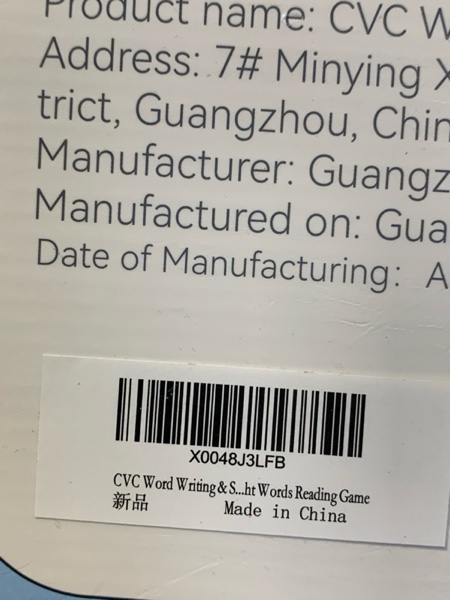 Product name: CVC W
Address: 7# Minying X
trict, Guangzhou, Chin
Manufacturer: Guangz
Manufactured on: Gua
Date of Manufacturing: A
X0048J3LFB
CVC Word Writing & S...ht Words Reading Game
新品 Made in China